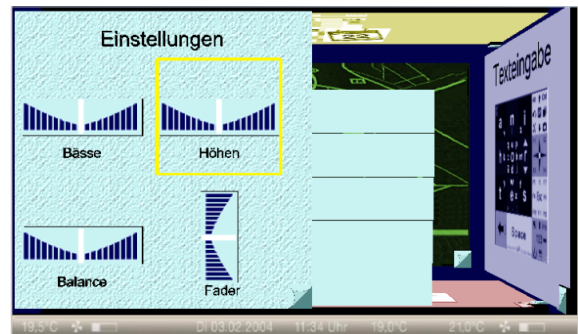 Einstellungen
Bässe
Höhen
Balance
Fader
Texteingabe
a n i
t e s
Space
19,5°C
DI 03.02.2004
11:34 Uhr
19,0°C
21,0°C